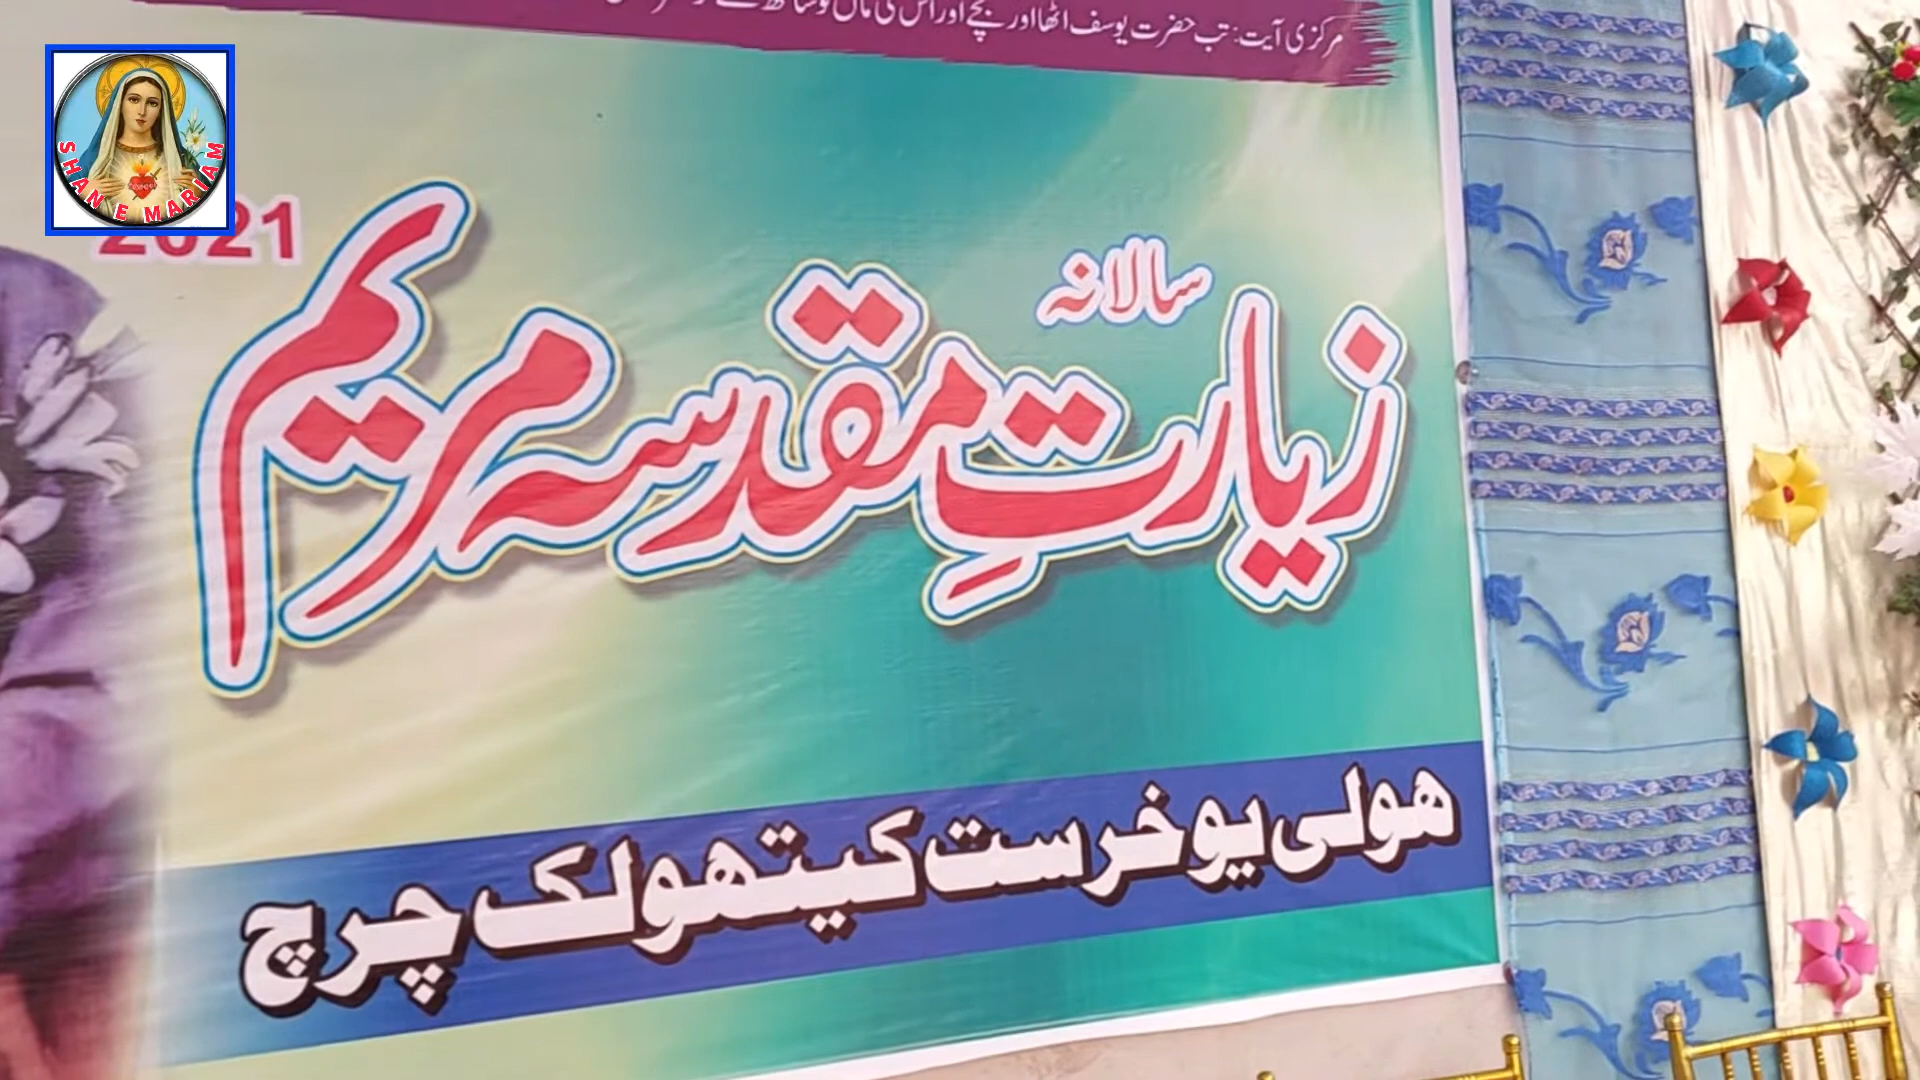 مرکزی آیت: تب حضرت یوسف اٹھا اور بچے اور اس کی ماں کو ساتھ لے
SHAN E MARIAM
2021
سالانہ
زیارتِ مقدسہ مریم
ہولی یوخرست کیتھولک چرچ